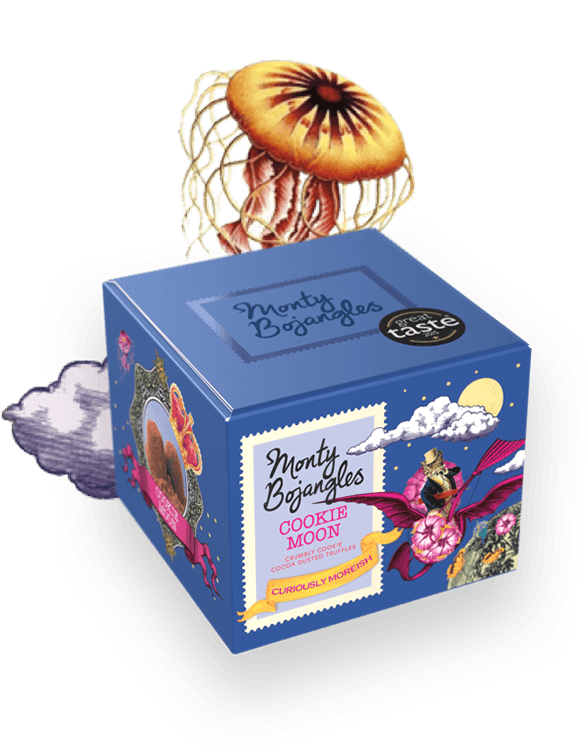 Monty
Bojangles
great
taste
Monty
Bojangles
COOKIE
MOON
CRUMBLY COOKIE
COCOA DUSTED TRUFFLES
CURIOUSLY MOREISH